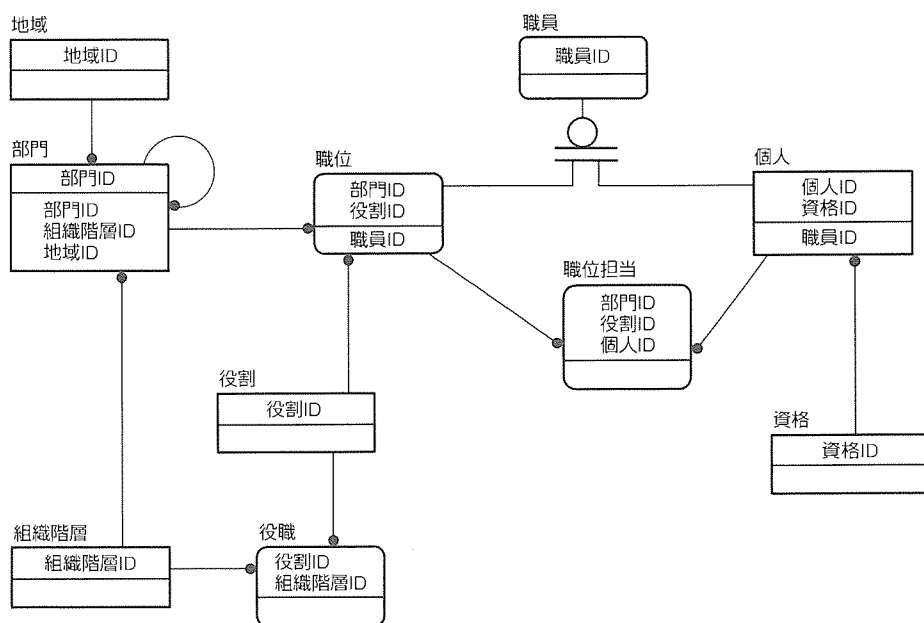 地域
地域ID
職員
職員ID
部門
部門ID
部門ID
組織階層ID
地域ID
職位
部門ID
役割ID
職員ID
個人
個人ID
資格ID
職員ID
職位担当
部門ID
役割ID
個人ID
役割
役割ID
資格
資格ID
組織階層
組織階層ID
役職
役割ID
組織階層ID